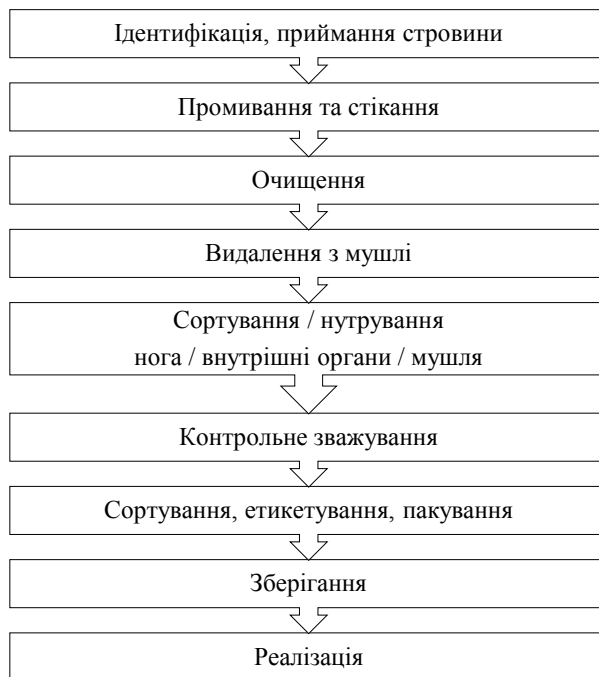 Ідентифікація, приймання стровини
Промивання та стікання
Очищення
Видалення з мушлі
Сортування / нутрування
нога / внутрішні органи / мушля
Контрольне зважування
Сортування, етикетування, пакування
Зберігання
Реалізація